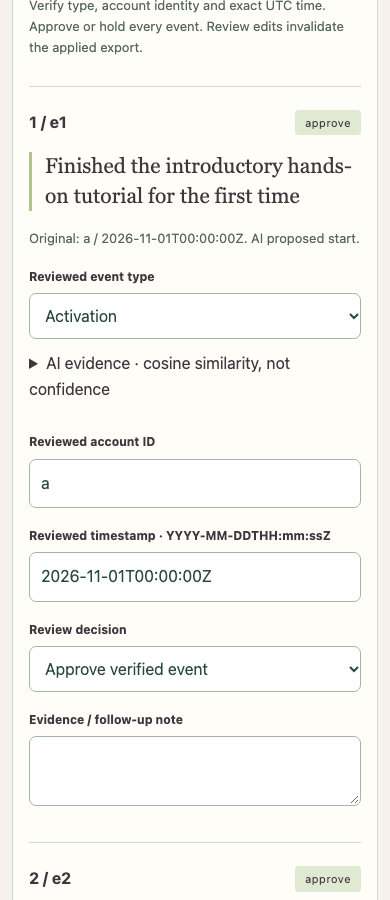 Verify type, account identity and exact UTC time.
Approve or hold every event. Review edits invalidate
the applied export.
1 / e1
approve
Finished the introductory hands-
on tutorial for the first time
Original: a / 2026-11-01T00:00:00Z. AI proposed start.
Reviewed event type
Activation
AI evidence · cosine similarity, not
confidence
Reviewed account ID
a
Reviewed timestamp · YYYY-MM-DDTHH:mm:ssZ
2026-11-01T00:00:00Z
Review decision
Approve verified event
Evidence / follow-up note
2 / e2
approve